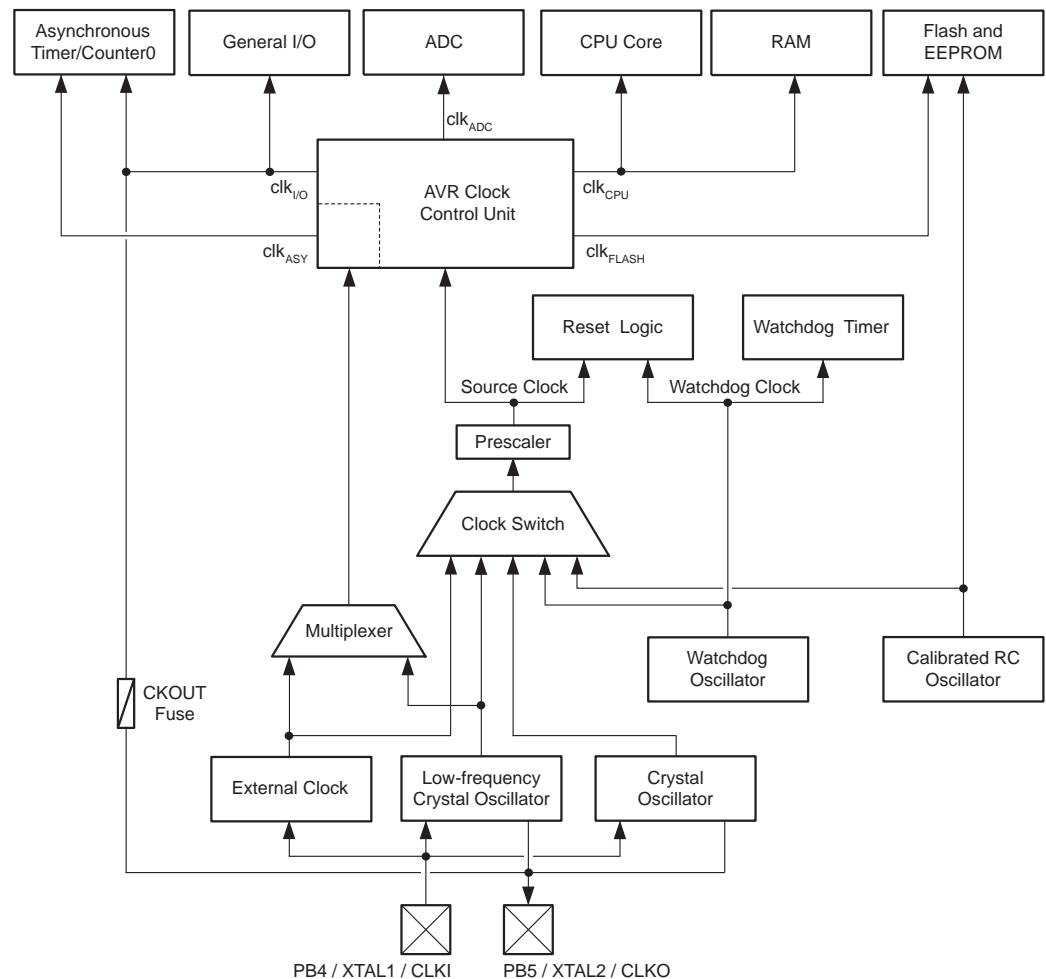 Asynchronous
Timer/Counter0
General I/O
ADC
CPU Core
RAM
Flash and
EEPROM
clkADC
clkI/O
AVR Clock
Control Unit
clkCPU
clkASY
clkFLASH
Reset Logic
Watchdog Timer
Source Clock
Watchdog Clock
Prescaler
Clock Switch
Multiplexer
Watchdog
Oscillator
Calibrated RC
Oscillator
CKOUT
Fuse
External Clock
Low-frequency
Crystal Oscillator
Crystal
Oscillator
PB4 / XTAL1 / CLKI
PB5 / XTAL2 / CLKO